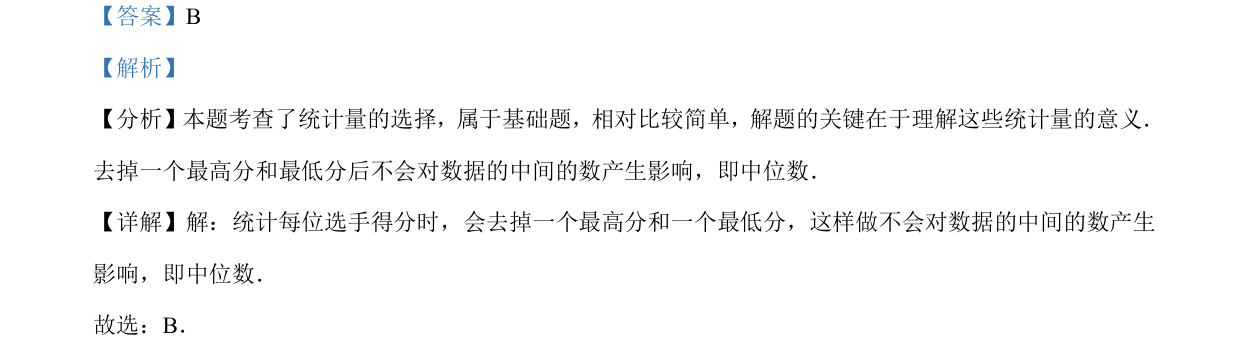 【答案】B
【解析】
【分析】本题考查了统计量的选择，属于基础题，相对比较简单，解题的关键在于理解这些统计量的意义．
去掉一个最高分和最低分后不会对数据的中间的数产生影响，即中位数．
【详解】解：统计每位选手得分时，会去掉一个最高分和一个最低分，这样做不会对数据的中间的数产生
影响，即中位数．
故选：B．